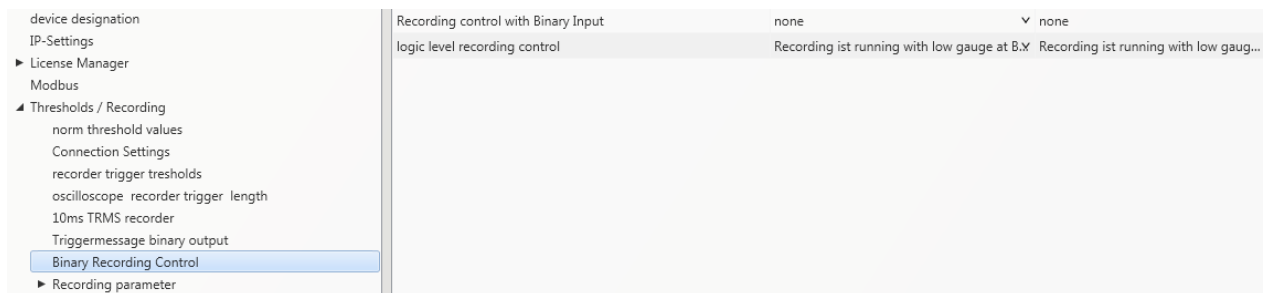 device designation
IP-Settings
License Manager
Modbus
Thresholds / Recording
norm threshold values
Connection Settings
recorder trigger tresholds
oscilloscope recorder trigger length
10ms TRMS recorder
Triggermessage binary output
Binary Recording Control
Recording parameter
Recording control with Binary Input none none
logic level recording control Recording ist running with low gauge at B... Recording ist running with low gaug...